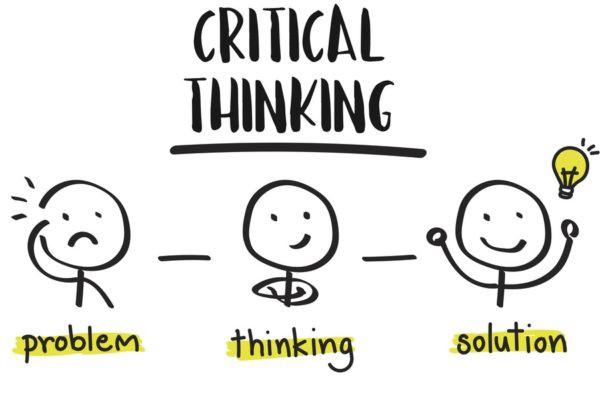 CRITICAL
THINKING
problem
thinking
solution